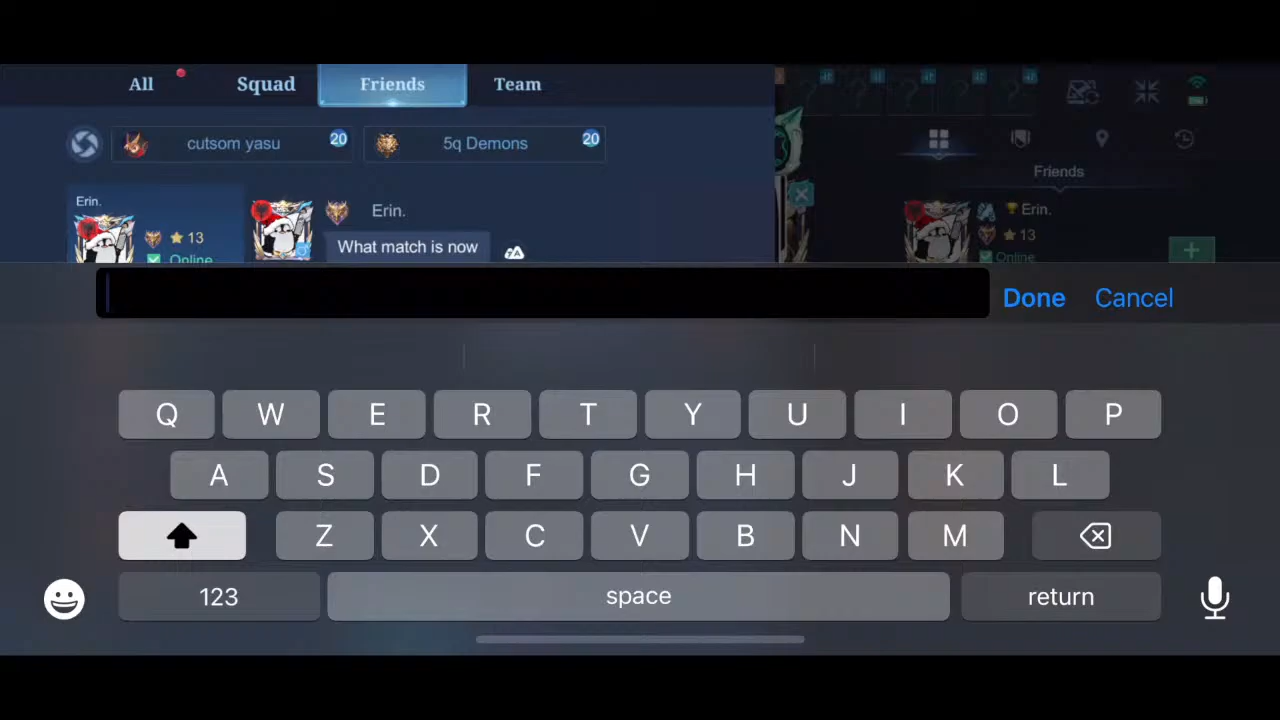 All Squad Friends Team
cutsom yasu 20 5q Demons 20
Friends
Erin.
13
Online
Erin.
What match is now
Erin.
13
Online
Done Cancel
Q W E R T Y U I O P
A S D F G H J K L
Z X C V B N M
123 space return